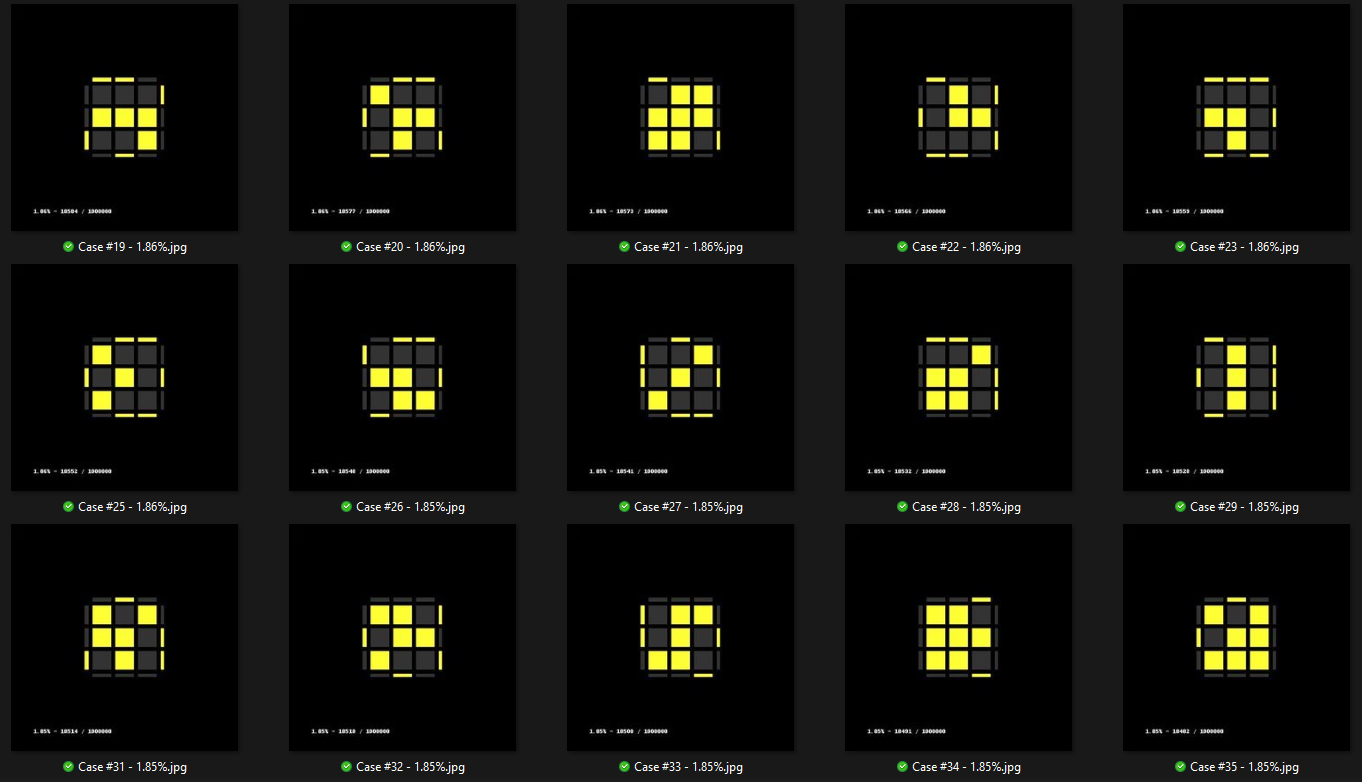 1.86% - 18584 / 1000000
1.86% - 18577 / 1000000
1.86% - 18573 / 1000000
1.86% - 18566 / 1000000
1.86% - 18559 / 1000000
Case #19 - 1.86%.jpg
Case #20 - 1.86%.jpg
Case #21 - 1.86%.jpg
Case #22 - 1.86%.jpg
Case #23 - 1.86%.jpg
1.86% - 18552 / 1000000
1.85% - / 1000000
1.85% - 18541 / 1000000
1.85% - 18532 / 1000000
1.85% - / 1000000
Case #25 - 1.86%.jpg
Case #26 - 1.85%.jpg
Case #27 - 1.85%.jpg
Case #28 - 1.85%.jpg
Case #29 - 1.85%.jpg
1.85% - 18514 / 1000000
1.85% - / 1000000
1.85% - / 1000000
1.85% - 18491 / 1000000
1.85% - / 1000000
Case #31 - 1.85%.jpg
Case #32 - 1.85%.jpg
Case #33 - 1.85%.jpg
Case #34 - 1.85%.jpg
Case #35 - 1.85%.jpg